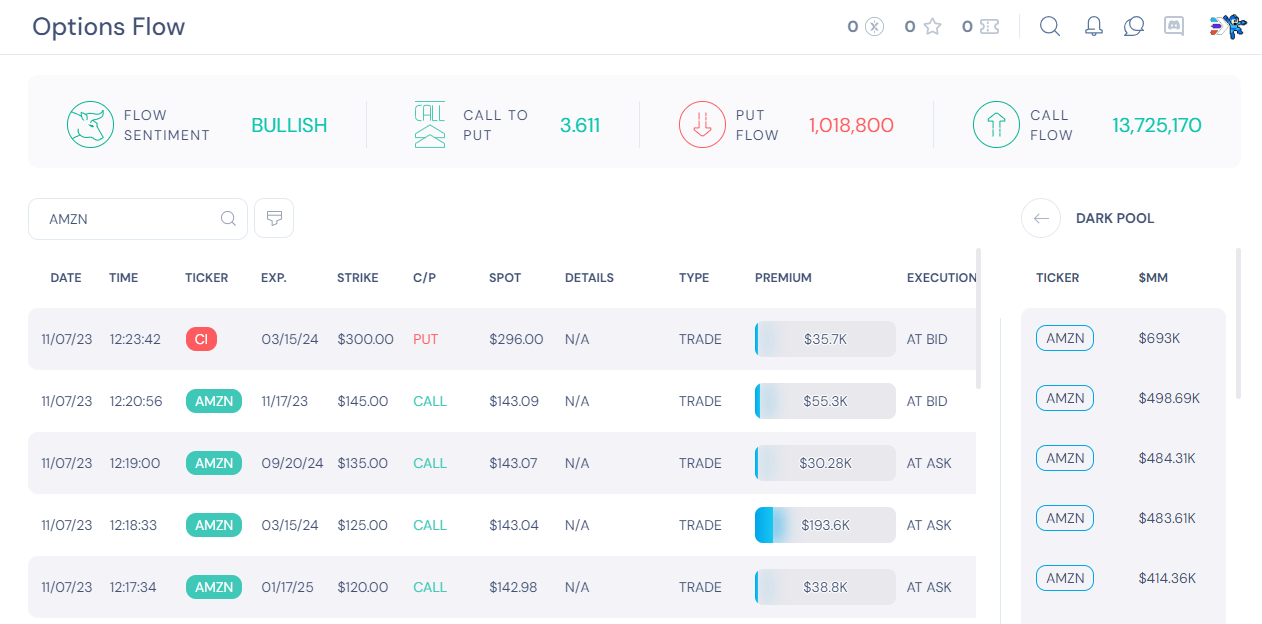 Options Flow
0 0 0
FLOW SENTIMENT BULLISH
CALL CALL TO PUT 3.611
PUT FLOW 1,018,800
CALL FLOW 13,725,170
AMZN
DARK POOL
DATE TIME TICKER EXP. STRIKE C/P SPOT DETAILS TYPE PREMIUM EXECUTION
11/07/23 12:23:42 CI 03/15/24 $300.00 PUT $296.00 N/A TRADE $35.7K AT BID
11/07/23 12:20:56 AMZN 11/17/23 $145.00 CALL $143.09 N/A TRADE $55.3K AT BID
11/07/23 12:19:00 AMZN 09/20/24 $135.00 CALL $143.07 N/A TRADE $30.28K AT ASK
11/07/23 12:18:33 AMZN 03/15/24 $125.00 CALL $143.04 N/A TRADE $193.6K AT ASK
11/07/23 12:17:34 AMZN 01/17/25 $120.00 CALL $142.98 N/A TRADE $38.8K AT ASK
TICKER $MM
AMZN $693K
AMZN $498.69K
AMZN $484.31K
AMZN $483.61K
AMZN $414.36K